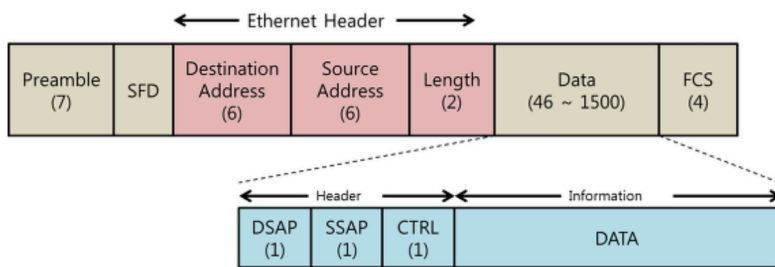 Ethernet Header
Preamble
(7)
SFD
Destination
Address
(6)
Source
Address
(6)
Length
(2)
Data
(46 ~ 1500)
FCS
(4)
Header
Information
DSAP
(1)
SSAP
(1)
CTRL
(1)
DATA